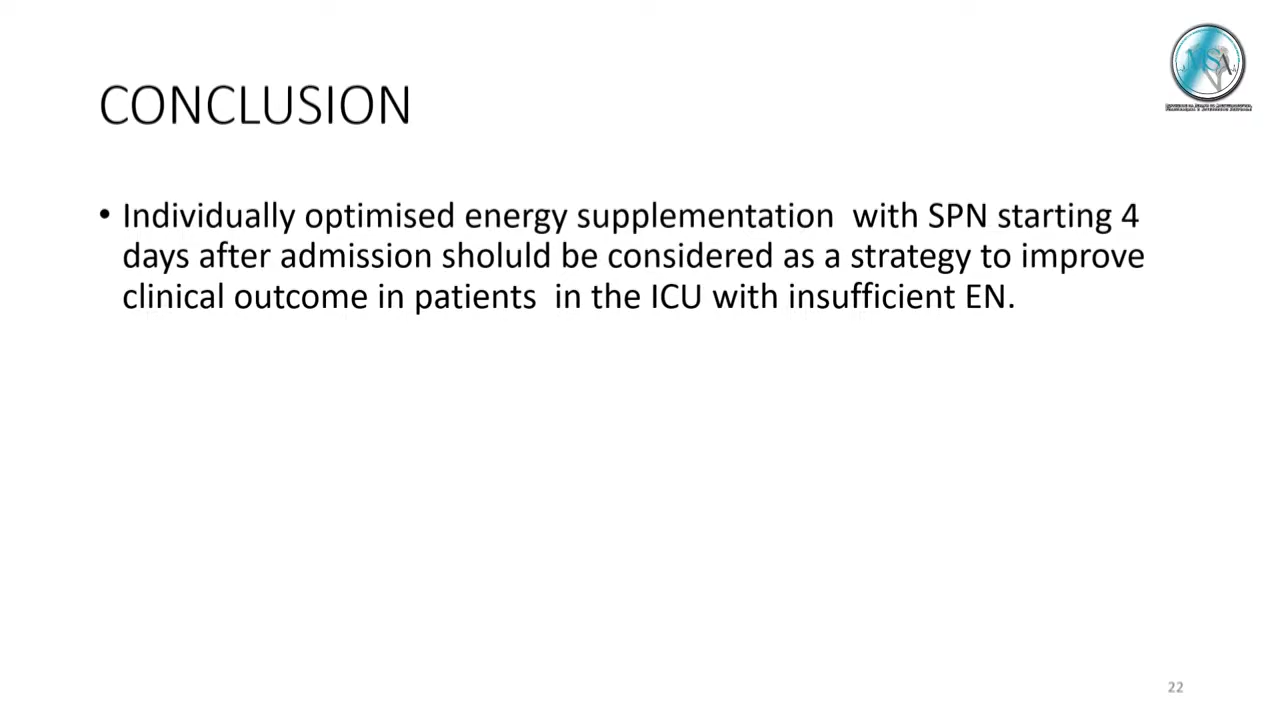 CONCLUSION
• Individually optimised energy supplementation with SPN starting 4
days after admission sholuld be considered as a strategy to improve
clinical outcome in patients in the ICU with insufficient EN.
MSA
22